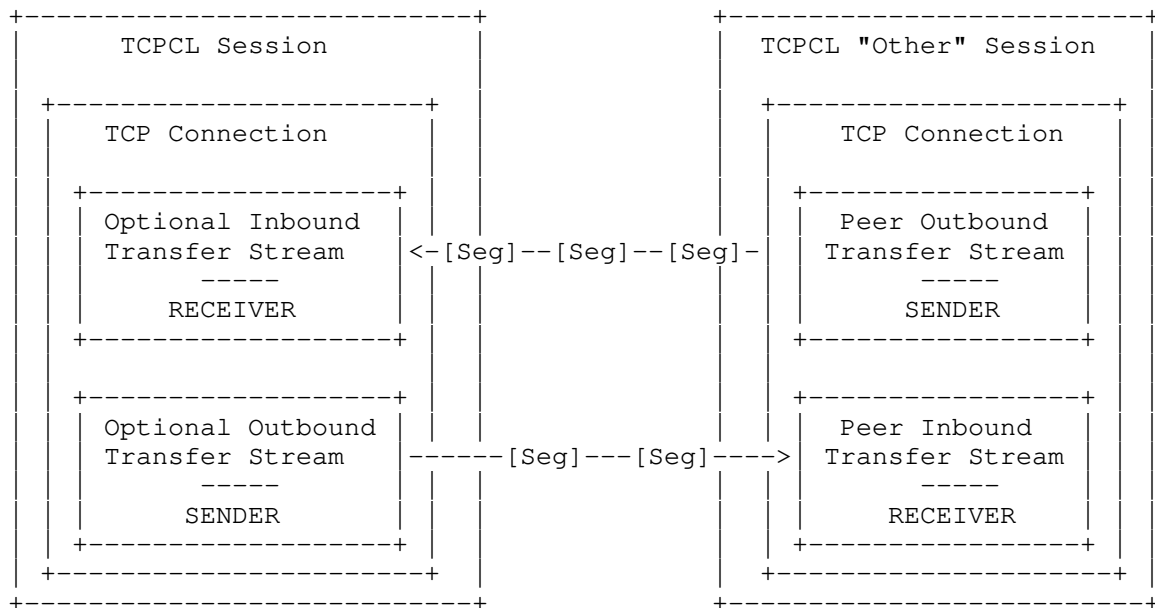 TCPCL Session
TCPCL "Other" Session
TCP Connection
TCP Connection
Optional Inbound
Transfer Stream
-----
RECEIVER
<-[Seg]--[Seg]--[Seg]-
Peer Outbound
Transfer Stream
-----
SENDER
Optional Outbound
Transfer Stream
-----
SENDER
------[Seg]---[Seg]---->
Peer Inbound
Transfer Stream
-----
RECEIVER